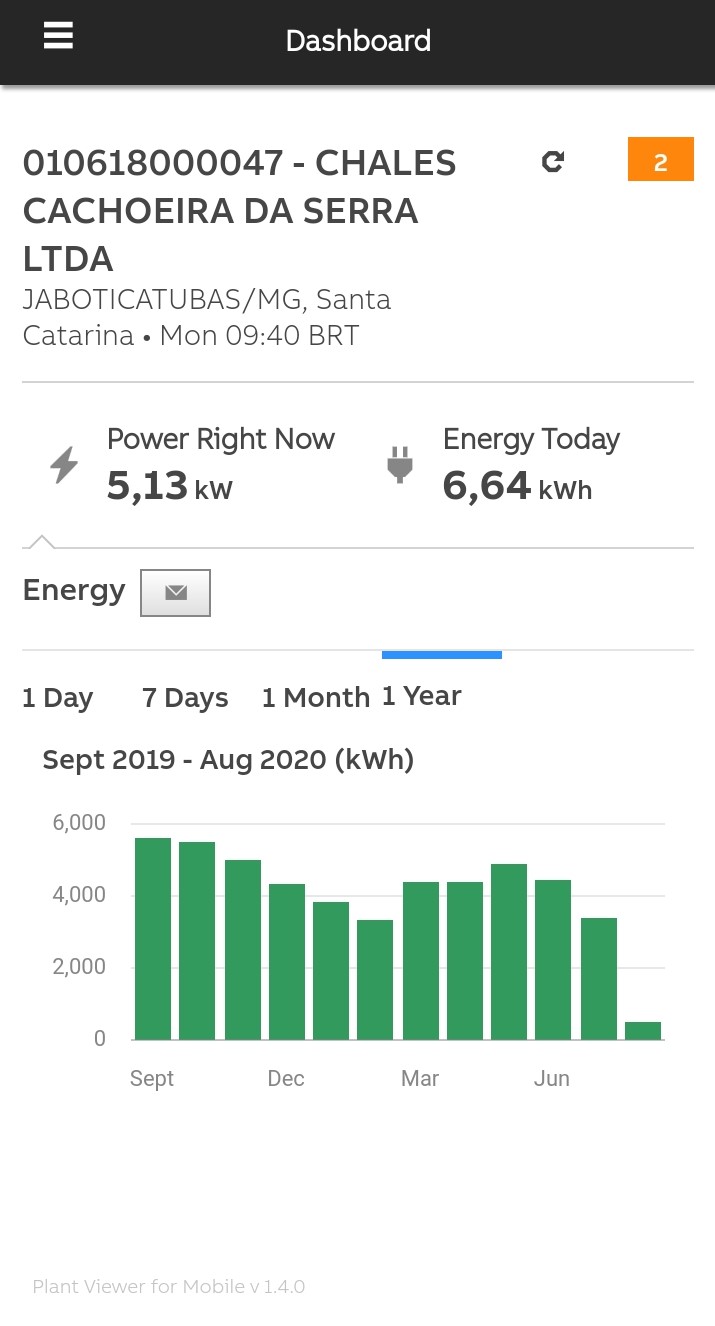 Dashboard
010618000047 - CHALES
CACHOEIRA DA SERRA
LTDA
2
JABOTICATUBAS/MG, Santa
Catarina • Mon 09:40 BRT
Power Right Now
5,13 kW
Energy Today
6,64 kWh
Energy
1 Day 7 Days 1 Month 1 Year
Sept 2019 - Aug 2020 (kWh)
6,000
4,000
2,000
0
Sept Dec Mar Jun
Plant Viewer for Mobile v 1.4.0